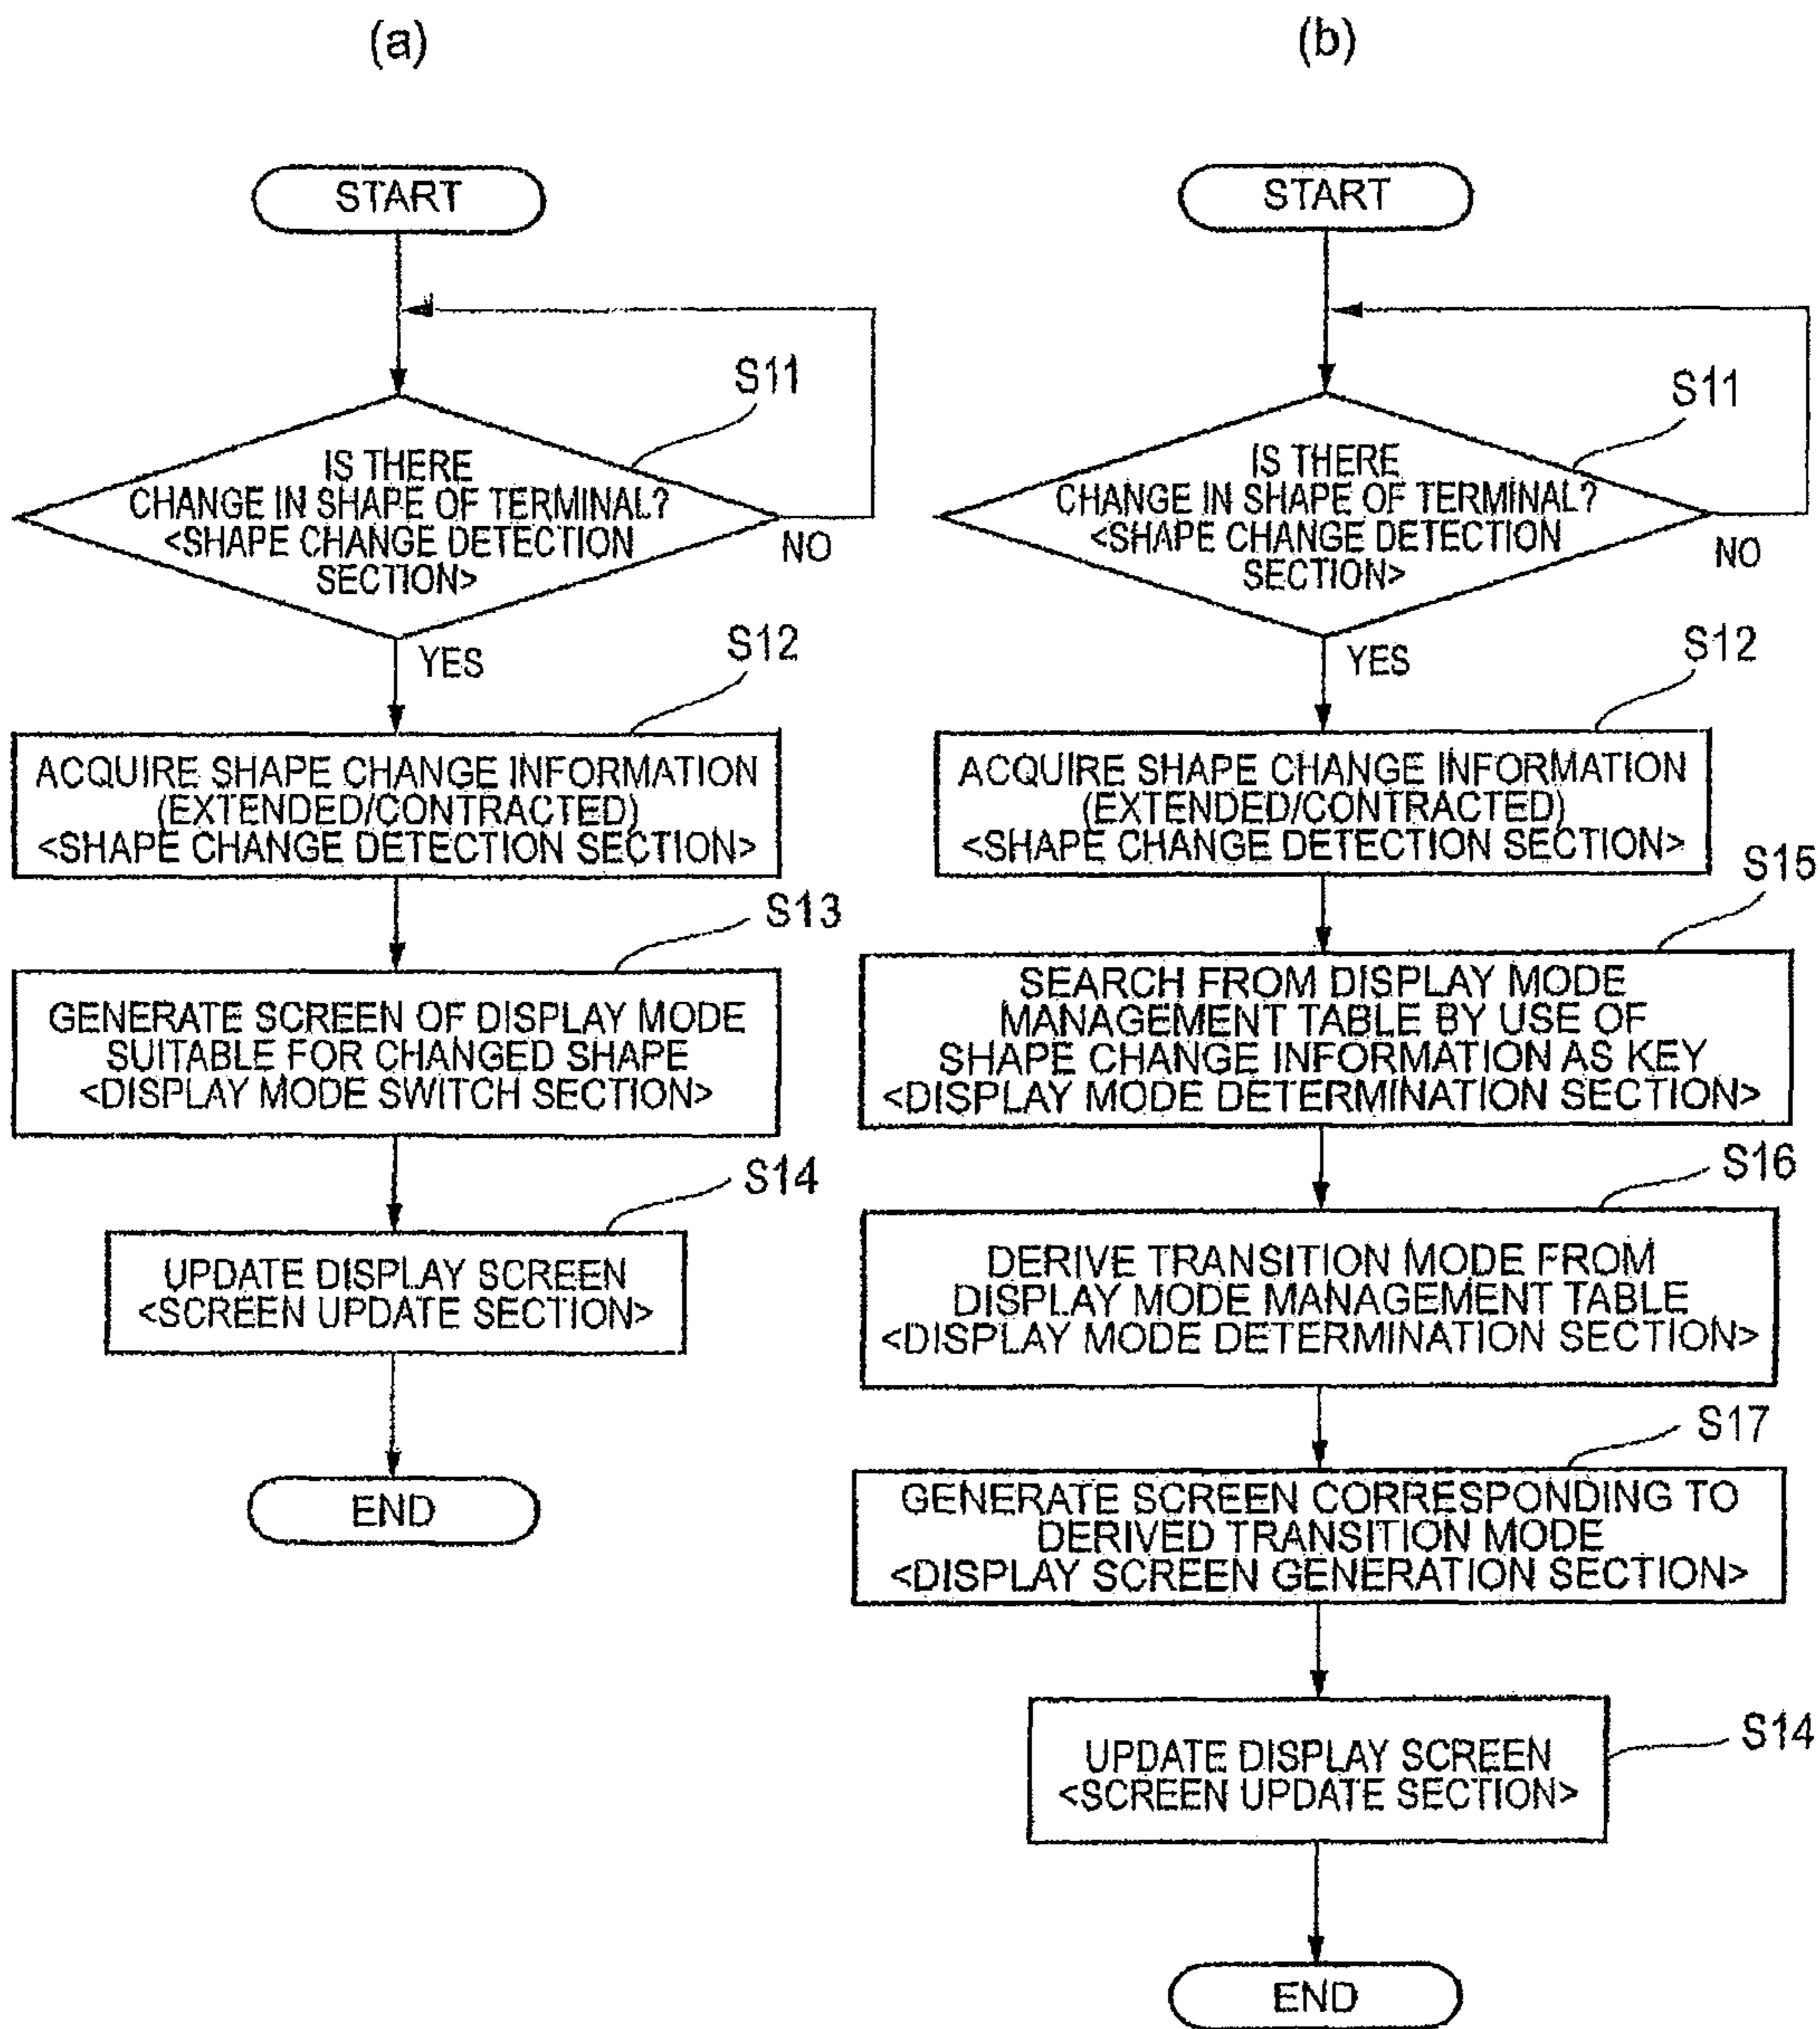 (a)
START
S11
IS THERE
CHANGE IN SHAPE OF TERMINAL?
<SHAPE CHANGE DETECTION
SECTION>
NO
YES
S12
ACQUIRE SHAPE CHANGE INFORMATION
(EXTENDED/CONTRACTED)
<SHAPE CHANGE DETECTION SECTION>
S13
GENERATE SCREEN OF DISPLAY MODE
SUITABLE FOR CHANGED SHAPE
<DISPLAY MODE SWITCH SECTION>
S14
UPDATE DISPLAY SCREEN
<SCREEN UPDATE SECTION>
END
(b)
START
S11
IS THERE
CHANGE IN SHAPE OF TERMINAL?
<SHAPE CHANGE DETECTION
SECTION>
NO
YES
S12
ACQUIRE SHAPE CHANGE INFORMATION
(EXTENDED/CONTRACTED)
<SHAPE CHANGE DETECTION SECTION>
S15
SEARCH FROM DISPLAY MODE
MANAGEMENT TABLE BY USE OF
SHAPE CHANGE INFORMATION AS KEY
<DISPLAY MODE DETERMINATION SECTION>
S16
DERIVE TRANSITION MODE FROM
DISPLAY MODE MANAGEMENT TABLE
<DISPLAY MODE DETERMINATION SECTION>
S17
GENERATE SCREEN CORRESPONDING TO
DERIVED TRANSITION MODE
<DISPLAY SCREEN GENERATION SECTION>
S14
UPDATE DISPLAY SCREEN
<SCREEN UPDATE SECTION>
END